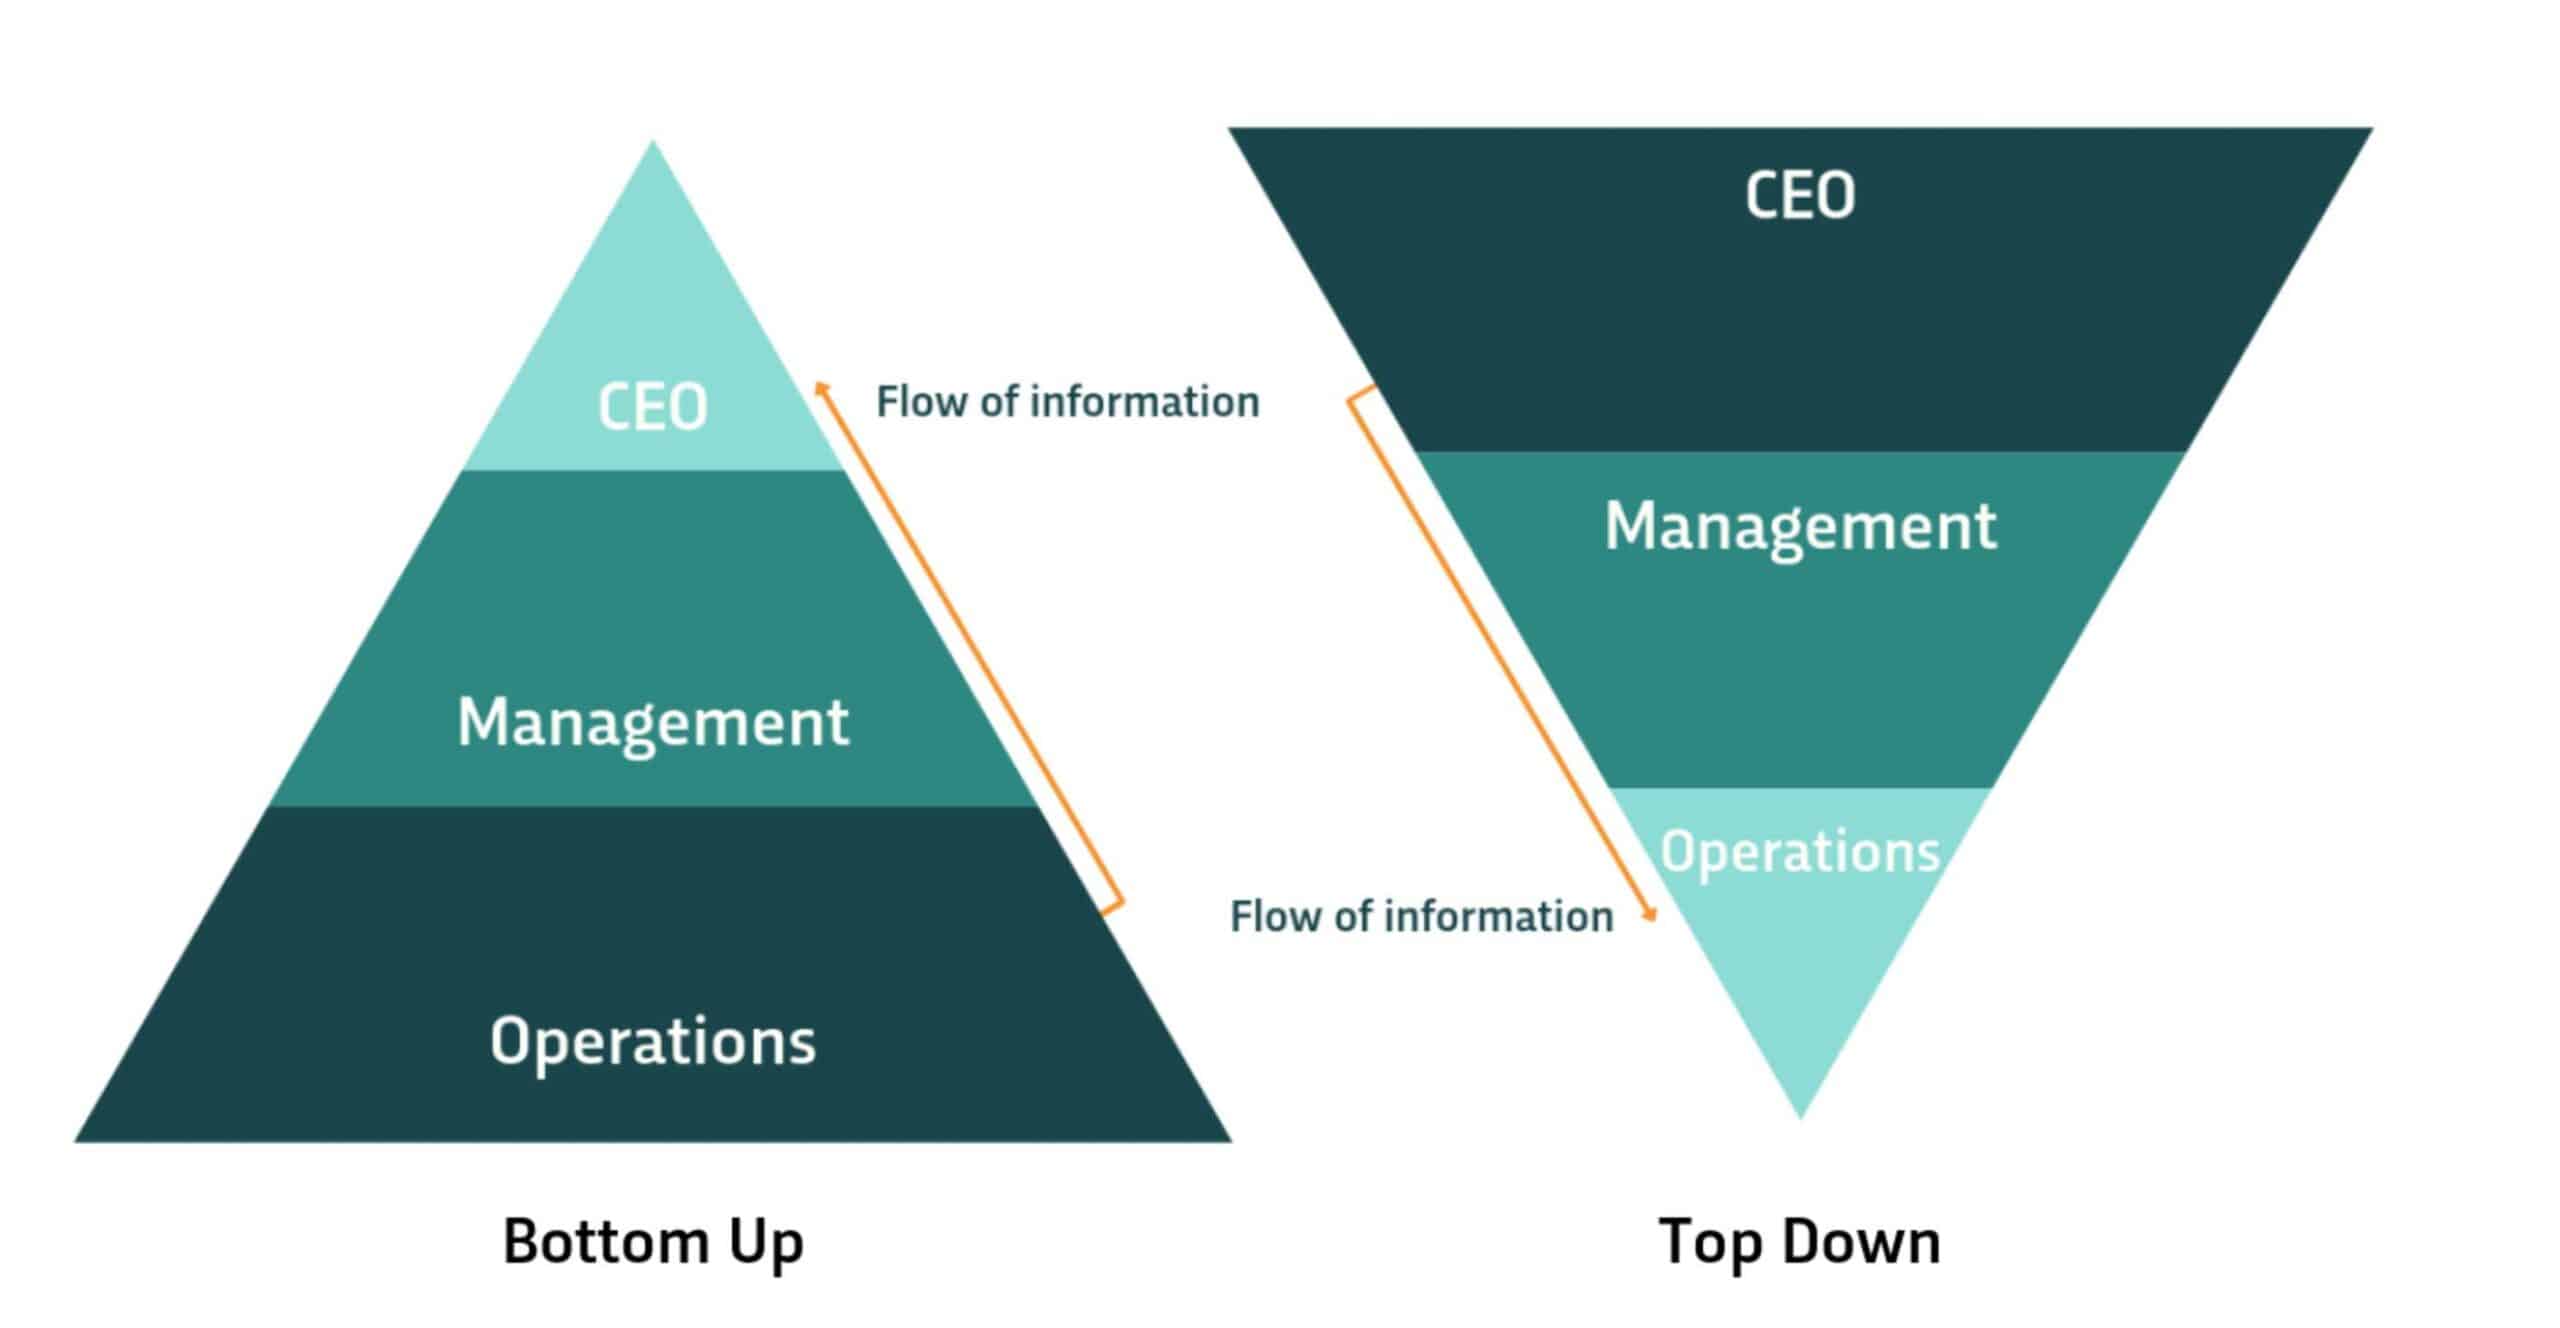 CEO
Management
Operations
Flow of information
Bottom Up
CEO
Management
Operations
Flow of information
Top Down